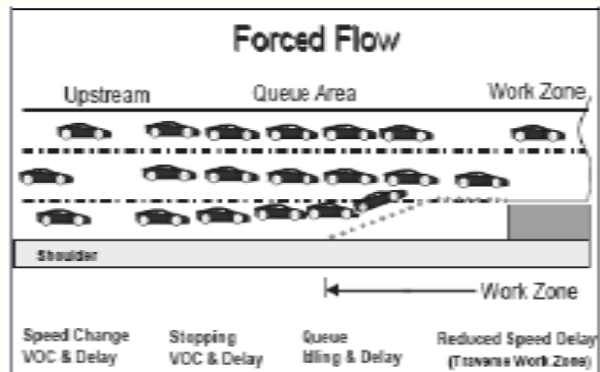 Forced Flow
Upstream Queue Area Work Zone
Shoulder
Work Zone
Speed Change Stopping Queue Reduced Speed Delay
VOC & Delay VOC & Delay Idling & Delay (Traverse Work Zone)